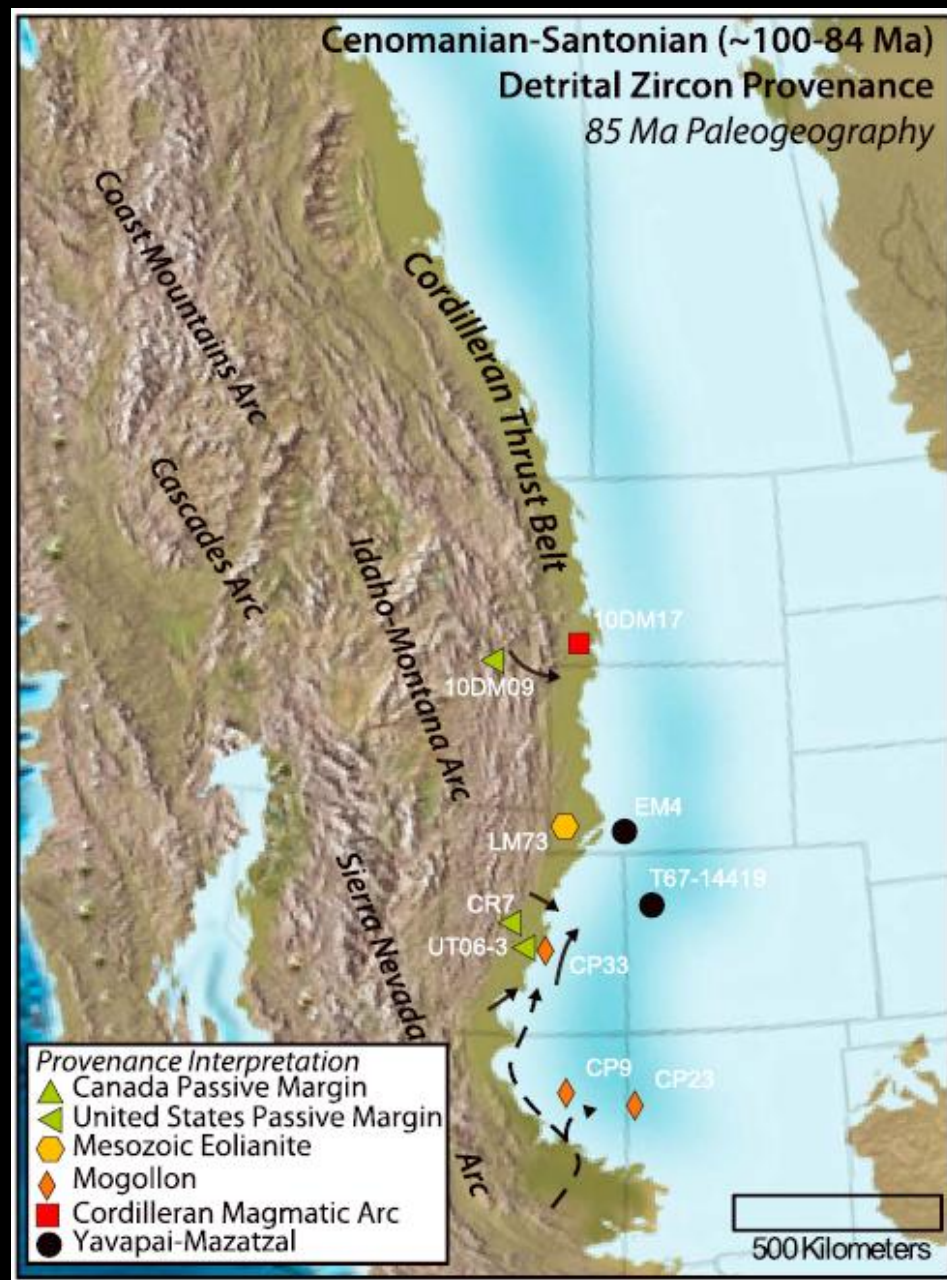 Cenomanian-Santonian (~100-84 Ma)
Detrital Zircon Provenance
85 Ma Paleogeography
Coast Mountains Arc
Cordilleran Thrust Belt
Cascades Arc
Idaho-Montana Arc
10DM17
10DM09
EM4
LM73
T67-14419
CR7
UT06-3
CP33
Sierra Nevada
Arc
CP9
CP23
Provenance Interpretation
Canada Passive Margin
United States Passive Margin
Mesozoic Eolianite
Mogollon
Cordilleran Magmatic Arc
Yavapai-Mazatzal
500 Kilometers